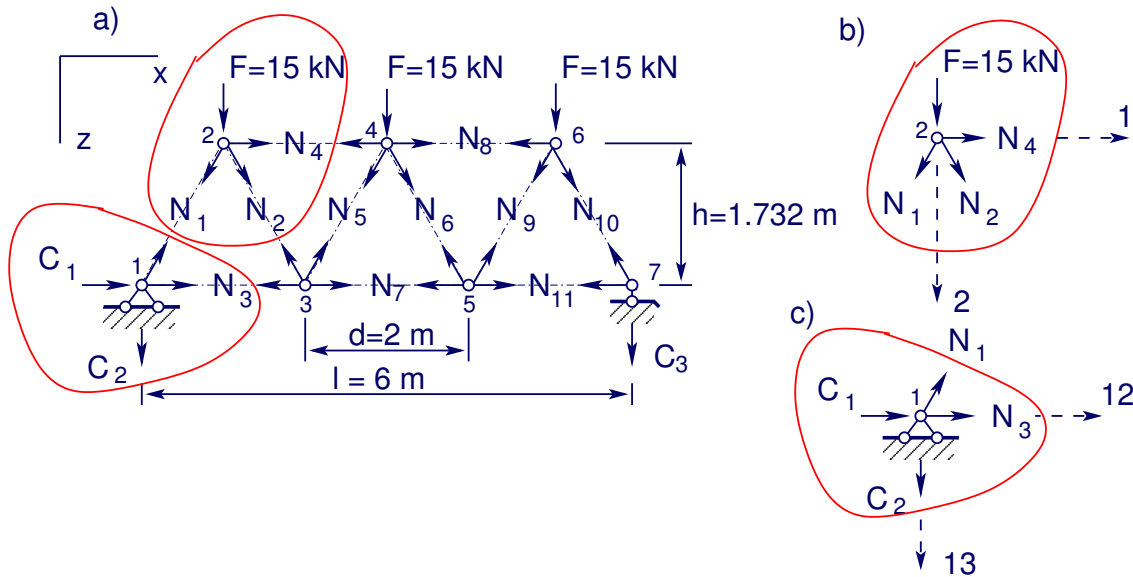 a)
x
z
F=15 kN F=15 kN F=15 kN
2 N4 4 N8 6
N1 N2 N5 N6 N9 N10
h=1.732 m
C1 1 N3 3 N7 5 N11 7
C2 d=2 m C3
l = 6 m
b)
F=15 kN
2 N4 1
N1 N2
2
c)
N1
C1 1 N3 12
C2
13